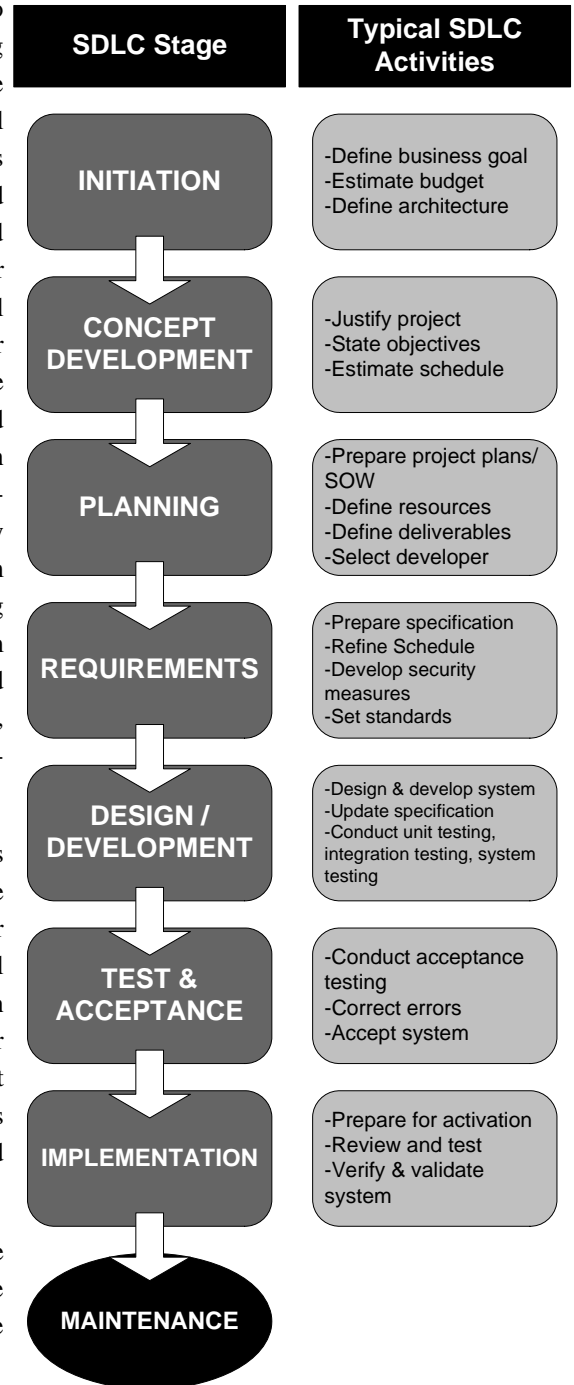 SDLC Stage
Typical SDLC
Activities
INITIATION
-Define business goal
-Estimate budget
-Define architecture
CONCEPT
DEVELOPMENT
-Justify project
-State objectives
-Estimate schedule
PLANNING
-Prepare project plans/
SOW
-Define resources
-Define deliverables
-Select developer
REQUIREMENTS
-Prepare specification
-Refine Schedule
-Develop security
measures
-Set standards
DESIGN /
DEVELOPMENT
-Design & develop system
-Update specification
-Conduct unit testing,
integration testing, system
testing
TEST &
ACCEPTANCE
-Conduct acceptance
testing
-Correct errors
-Accept system
IMPLEMENTATION
-Prepare for activation
-Review and test
-Verify & validate
system
MAINTENANCE